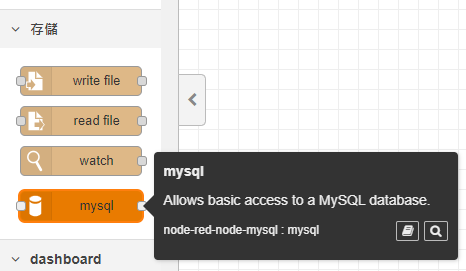 存儲
write file
read file
watch
mysql
mysql
Allows basic access to a MySQL database.
node-red-node-mysql : mysql
dashboard